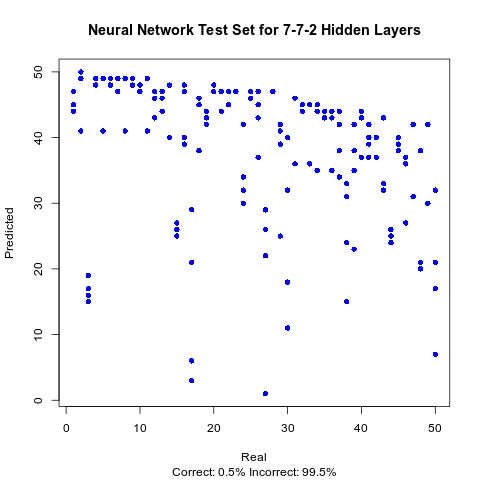 Neural Network Test Set for 7-7-2 Hidden Layers
Predicted
50
40
30
20
10
0
0 10 20 30 40 50
Real
Correct: 0.5% Incorrect: 99.5%